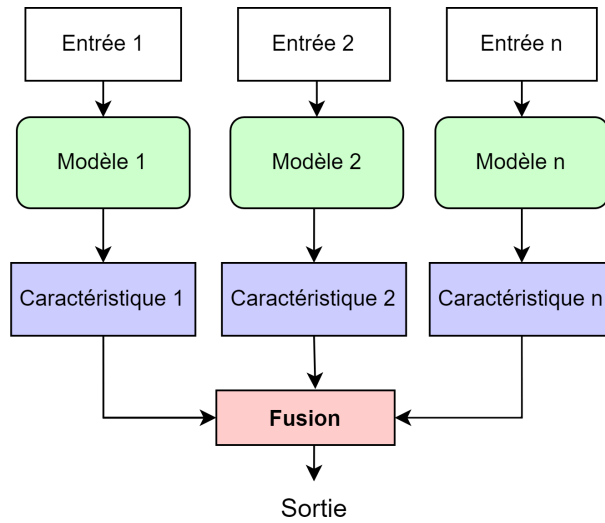 Entrée 1
Entrée 2
Entrée n
Modèle 1
Modèle 2
Modèle n
Caractéristique 1
Caractéristique 2
Caractéristique n
Fusion
Sortie